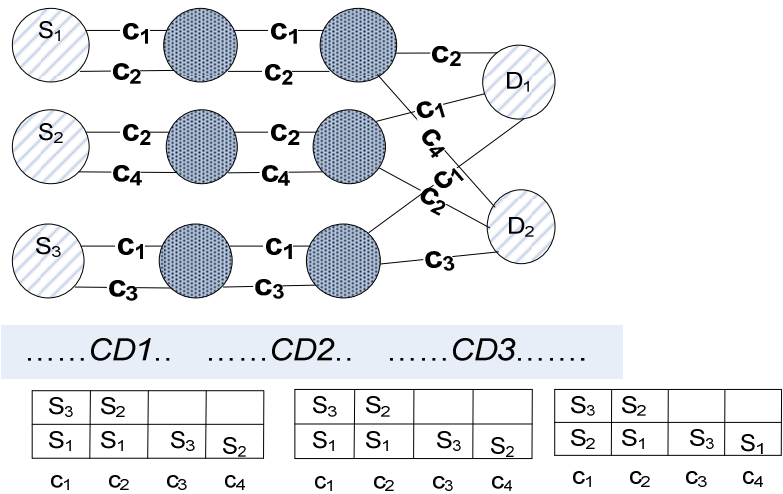 S₁ c₁ c₁ c₂ D₁
c₂ c₂
S₂ c₂ c₂ c₁
c₄ c₄ c₄
c₁
c₂ D₂
S₃ c₁ c₁
c₃ c₃ c₃
......CD1.. ......CD2.. ......CD3.......
S₃ S₂ S₃ S₂ S₃ S₂
S₁ S₁ S₃ S₂ S₁ S₁ S₃ S₂ S₂ S₁ S₃ S₁
c₁ c₂ c₃ c₄ c₁ c₂ c₃ c₄ c₁ c₂ c₃ c₄